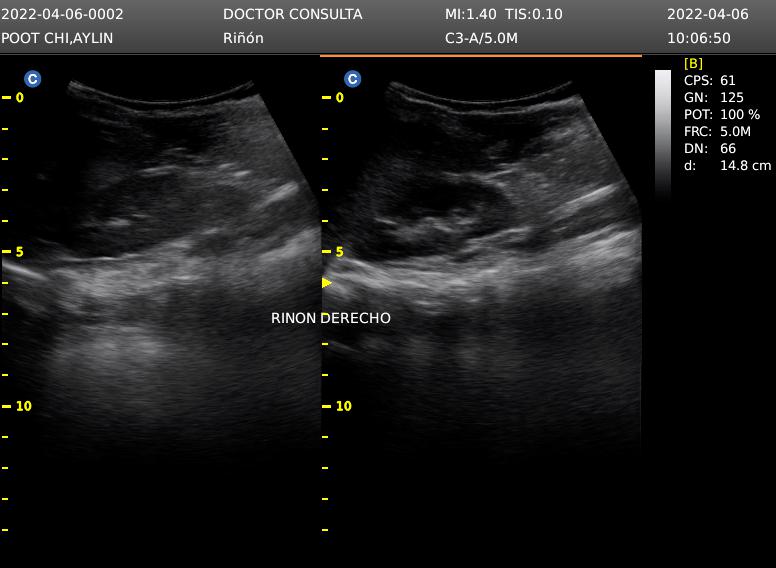 2022-04-06-0002 DOCTOR CONSULTA MI:1.40 TIS:0.10 2022-04-06
POOT CHI,AYLIN Riñón C3-A/5.0M 10:06:50
[B]
CPS: 61
GN: 125
POT: 100 %
FRC: 5.0M
DN: 66
d: 14.8 cm
C C
0 0
5 5
RINON DERECHO
10 10